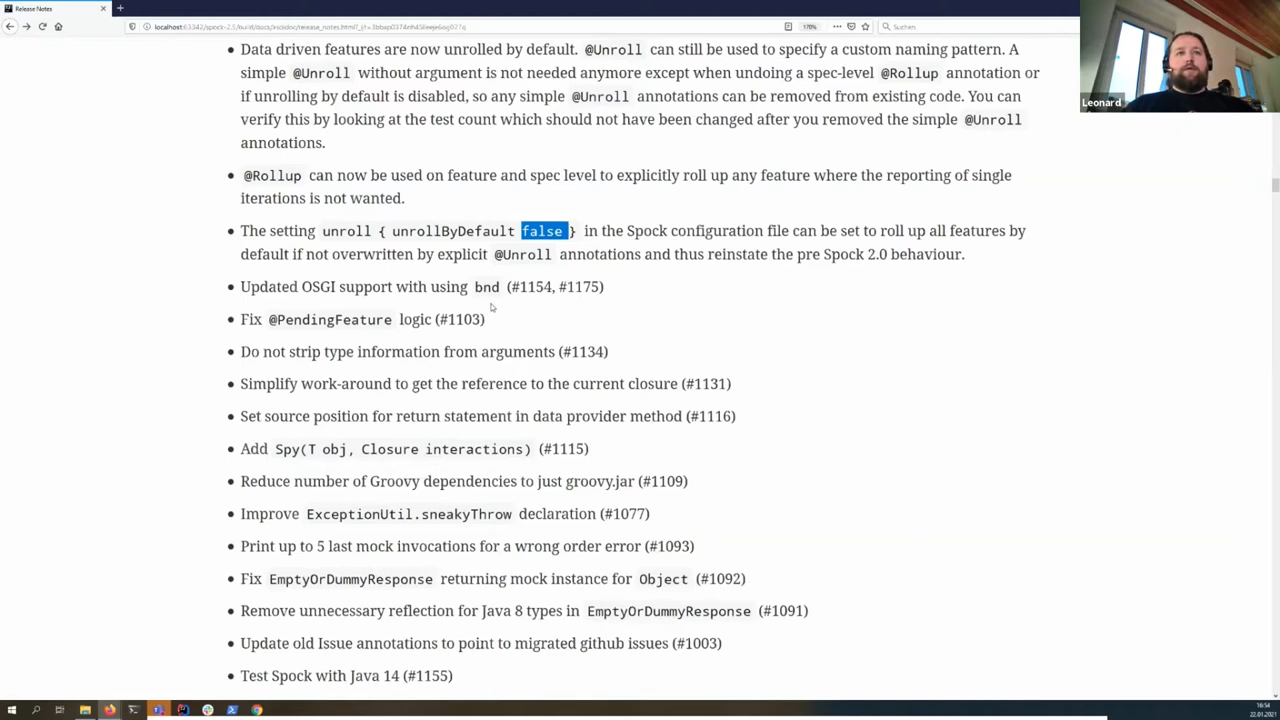 Release Notes
170%
Suchen
Data driven features are now unrolled by default. @Unroll can still be used to specify a custom naming pattern. A
simple @Unroll without argument is not needed anymore except when undoing a spec-level @Rollup annotation or
if unrolling by default is disabled, so any simple @Unroll annotations can be removed from existing code. You can
verify this by looking at the test count which should not have been changed after you removed the simple @Unroll
annotations.
Leonard
@Rollup can now be used on feature and spec level to explicitly roll up any feature where the reporting of single
iterations is not wanted.
The setting unroll { unrollByDefault false } in the Spock configuration file can be set to roll up all features by
default if not overwritten by explicit @Unroll annotations and thus reinstate the pre Spock 2.0 behaviour.
Updated OSGI support with using bnd (#1154, #1175)
Fix @PendingFeature logic (#1103)
Do not strip type information from arguments (#1134)
Simplify work-around to get the reference to the current closure (#1131)
Set source position for return statement in data provider method (#1116)
Add Spy(T obj, Closure interactions) (#1115)
Reduce number of Groovy dependencies to just groovy.jar (#1109)
Improve ExceptionUtil.sneakyThrow declaration (#1077)
Print up to 5 last mock invocations for a wrong order error (#1093)
Fix EmptyOrDummyResponse returning mock instance for Object (#1092)
Remove unnecessary reflection for Java 8 types in EmptyOrDummyResponse (#1091)
Update old Issue annotations to point to migrated github issues (#1003)
Test Spock with Java 14 (#1155)
16:54
22.01.2021